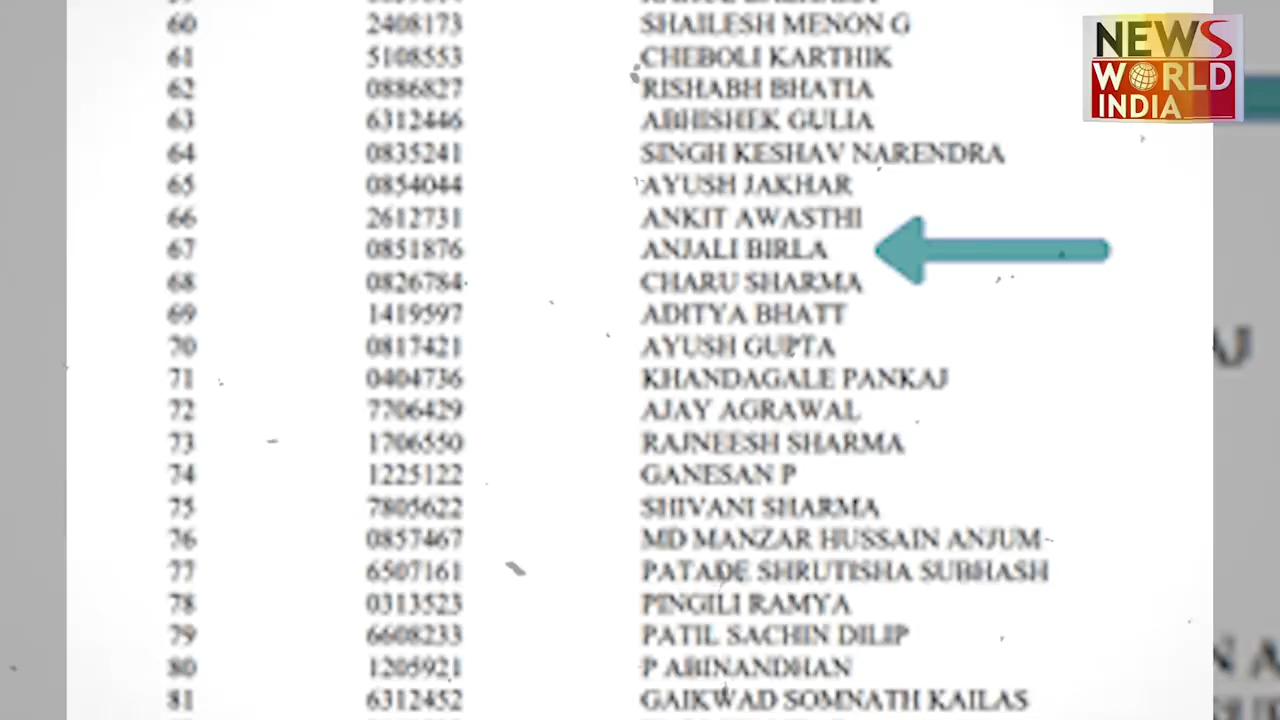 60 2408173 SHAILESH MENON G
61 5108553 CHEBOLI KARTHIK
62 0886827 RISHABH BHATIA
63 6312446 ABHISHEK GULIA
64 0835241 SINGH KESHAV NARENDRA
65 0854044 AYUSH JAKHAR
66 2612731 ANKIT AWASTHI
67 0851876 ANJALI BIRLA
68 0826784 CHARU SHARMA
69 1419597 ADITYA BHATT
70 0817421 AYUSH GUPTA
71 0404736 KHANDAGALE PANKAJ
72 7706429 AJAY AGRAWAL
73 1706550 RAJNEESH SHARMA
74 1225122 GANESAN P
75 7805622 SHIVANI SHARMA
76 0857467 MD MANZAR HUSSAIN ANJUM
77 6507161 PATADE SHRUTISHA SUBHASH
78 0313523 PINGILI RAMYA
79 6608233 PATIL SACHIN DILIP
80 1205921 P ABINANDHAN
81 6312452 GAIKWAD SOMNATH KAILAS
NEWS
WORLD
INDIA